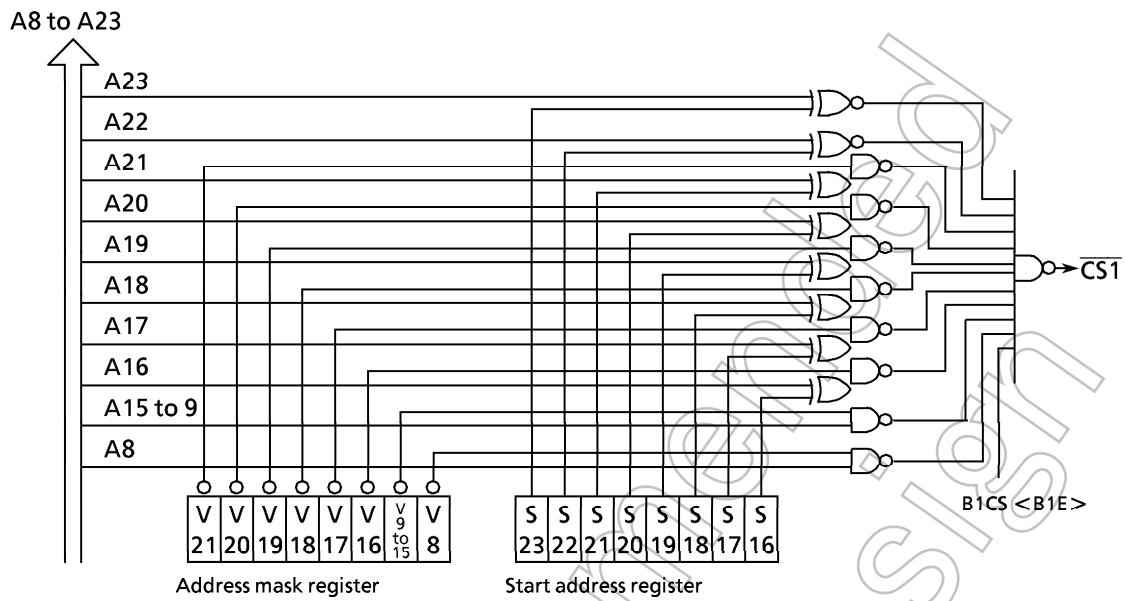 A8 to A23
A23
A22
A21
A20
A19
A18
A17
A16
A15 to 9
A8
CS1
B1CS <B1E>
V 21
V 20
V 19
V 18
V 17
V 16
V 9 to 15
V 8
S 23
S 22
S 21
S 20
S 19
S 18
S 17
S 16
Address mask register
Start address register
mended
sign